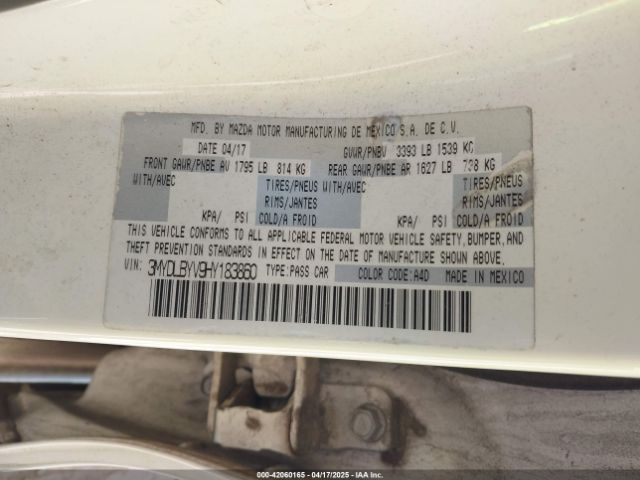 MFD. BY MAZDA MOTOR MANUFACTURING DE MEXICO S.A. DE C.V.
DATE 04/17 GVWR/PNBV 3393 LB 1539 KG
FRONT GAWR/PNBE AV 1795 LB 814 KG REAR GAWR/PNBE AR 1627 LB 738 KG
WITH/AVEC TIRES/PNEUS WITH/AVEC TIRES/PNEUS
RIMS/JANTES RIMS/JANTES
KPA/ PSI COLD/A FROID KPA/ PSI COLD/A FROID
THIS VEHICLE CONFORMS TO ALL APPLICABLE FEDERAL MOTOR VEHICLE SAFETY, BUMPER, AND
THEFT PREVENTION STANDARDS IN EFFECT ON THE DATE OF MANUFACTURE SHOWN ABOVE.
VIN: 3MYDLBYV9HY183860 TYPE:PASS CAR COLOR CODE:A4D MADE IN MEXICO
000-42060165 - 04/17/2025 - IAA Inc.